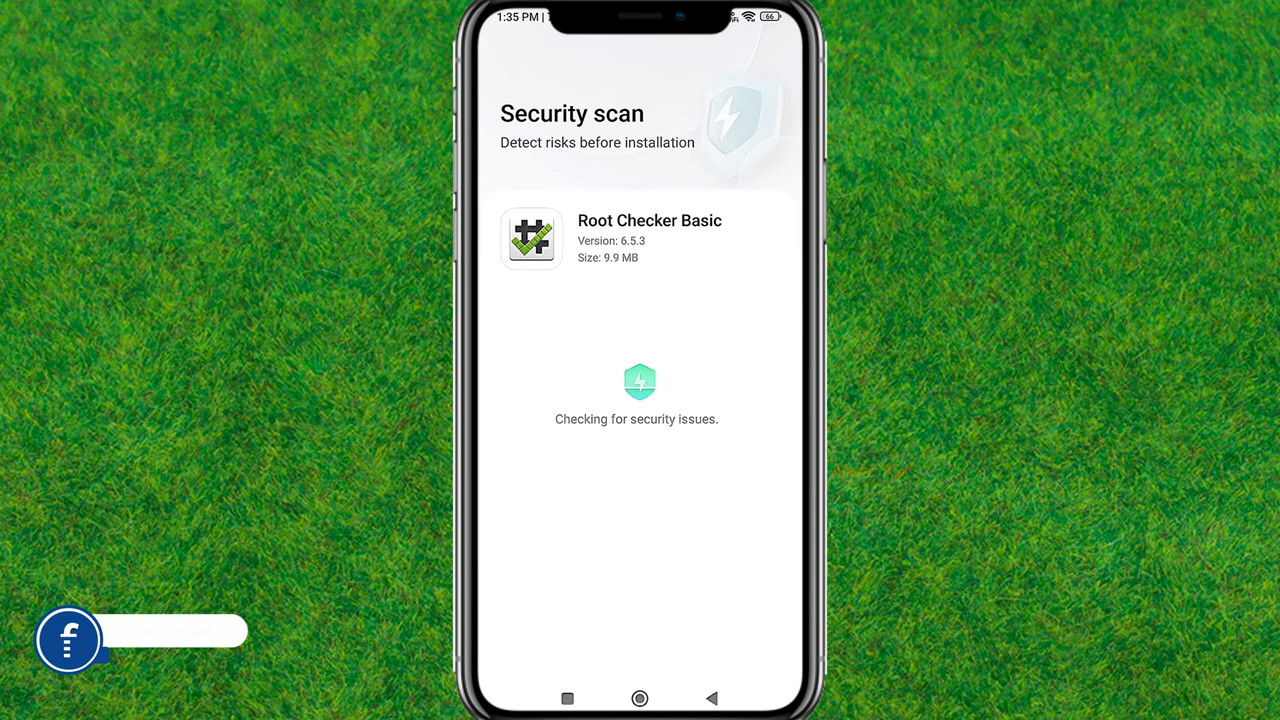 1:35 PM |
66
Security scan
Detect risks before installation
Root Checker Basic
Version: 6.5.3
Size: 9.9 MB
Checking for security issues.
f